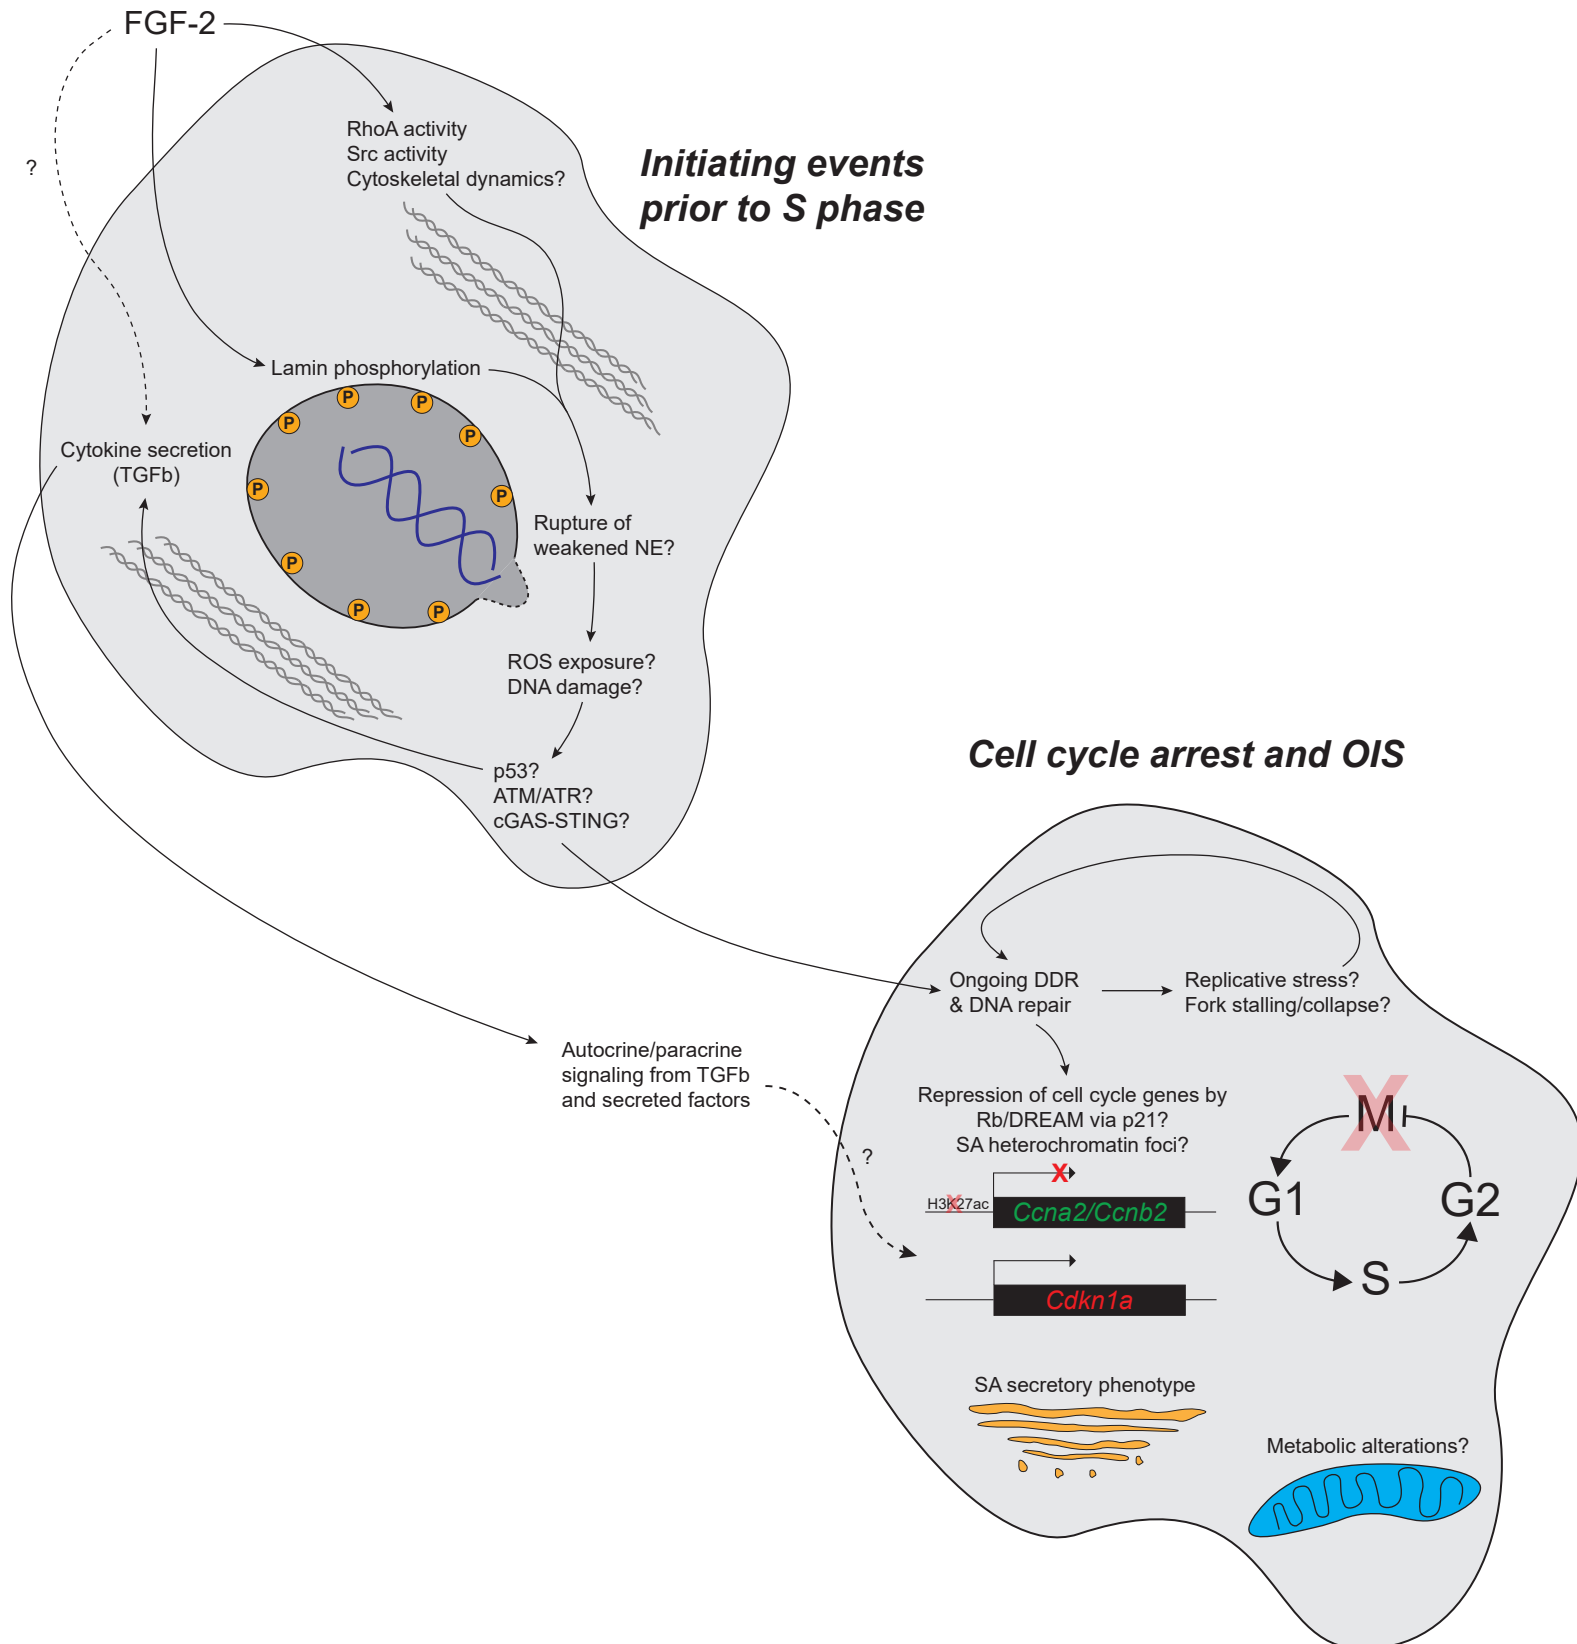 FGF-2
?
RhoA activity
Src activity
Cytoskeletal dynamics?
Initiating events
prior to S phase
Lamin phosphorylation
P
P
P
P
P
P
P
P
P
P
Cytokine secretion
(TGFb)
Rupture of
weakened NE?
ROS exposure?
DNA damage?
p53?
ATM/ATR?
cGAS-STING?
Cell cycle arrest and OIS
Ongoing DDR
& DNA repair
Replicative stress?
Fork stalling/collapse?
Autocrine/paracrine
signaling from TGFb
and secreted factors
?
Repression of cell cycle genes by
Rb/DREAM via p21?
SA heterochromatin foci?
X
H3K27ac
X
Ccna2/Ccnb2
Cdkn1a
M
X
G1
G2
S
SA secretory phenotype
Metabolic alterations?